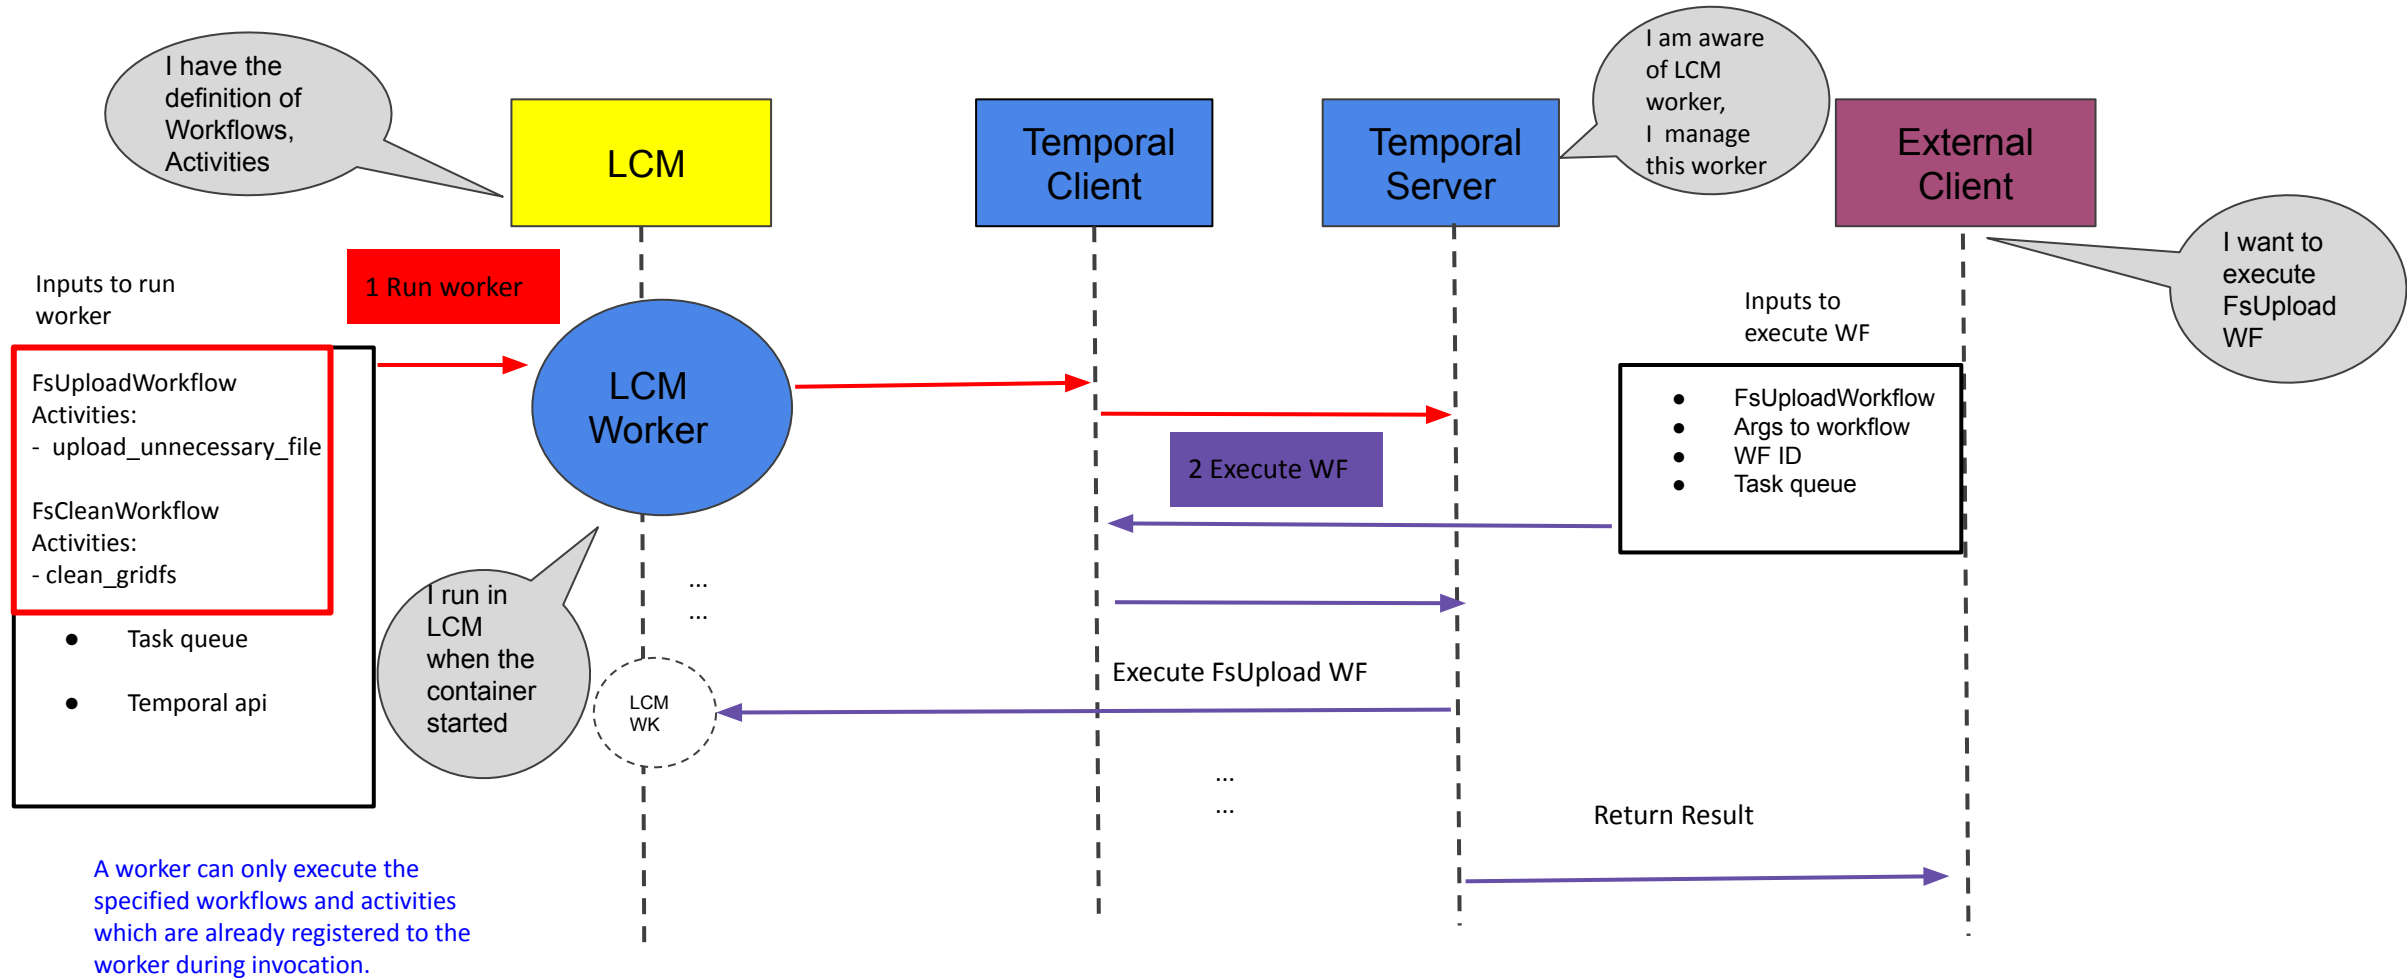 I have the
definition of
Workflows,
Activities
LCM
Temporal
Client
Temporal
Server
I am aware
of LCM
worker,
I  manage
this worker
External
Client
I want to
execute
FsUpload
WF
Inputs to run
worker
1 Run worker
FsUploadWorkflow
Activities:
-  upload_unnecessary_file
FsCleanWorkflow
Activities:
- clean_gridfs
● Task queue
● Temporal api
LCM
Worker
I run in
LCM
when the
container
started
...
...
LCM
WK
2 Execute WF
Inputs to
execute WF
● FsUploadWorkflow
● Args to workflow
● WF ID
● Task queue
Execute FsUpload WF
...
...
Return Result
A worker can only execute the
specified workflows and activities
which are already registered to the
worker during invocation.